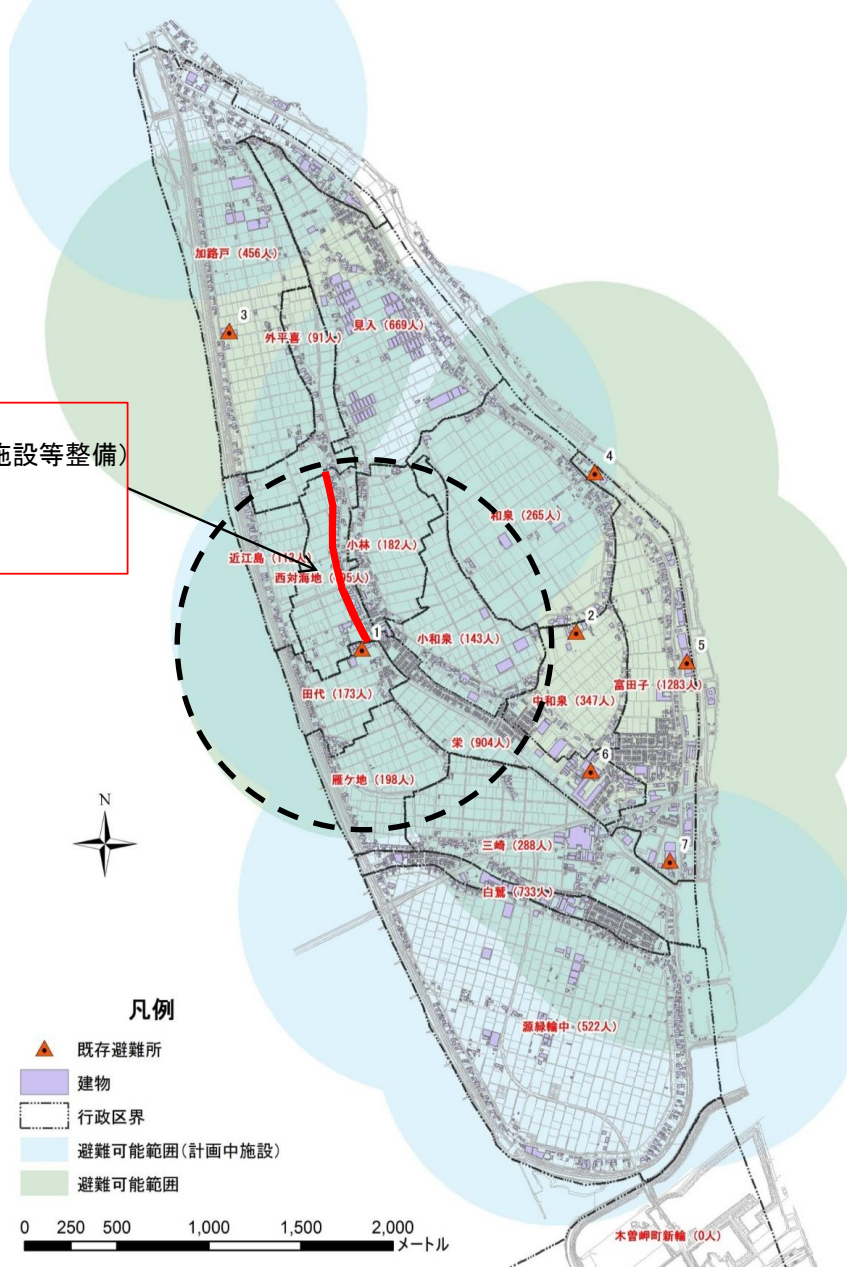 加路戸（456人）
3
外平喜（91人）
見入（669人）
施設等整備）
4
和泉（265人）
小林（182人）
近江島（113人）
西対海地
95人）
2
1
小和泉（143人）
5
富田子（1283人）
田代（173人）
中和泉（347人）
栄（904人）
6
雁ケ地（198人）
N
三崎（288人）
7
白鷺（733人）
源緑輪中（522人）
凡例
既存避難所
建物
行政区界
避難可能範囲（計画中施設）
避難可能範囲
0 250 500 1,000 1,500 2,000
メートル
木曽岬町新輪（0人）